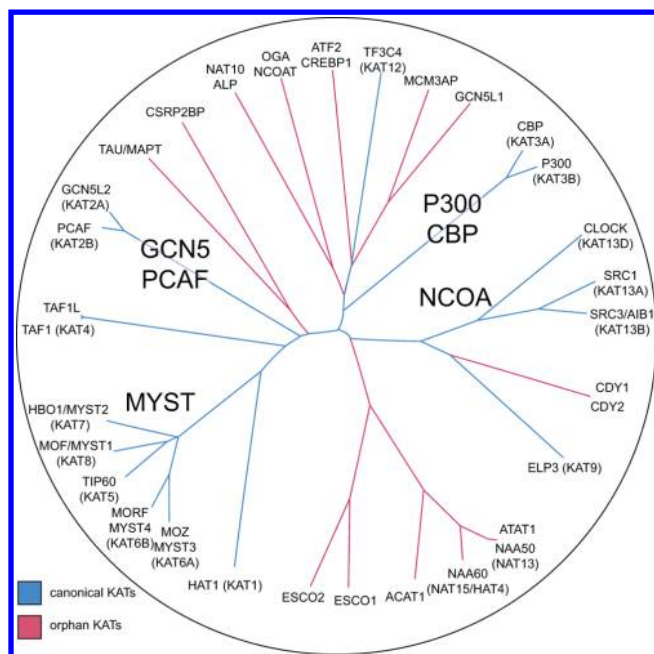 ATF2
CREBP1
TF3C4
(KAT12)
OGA
NCOAT
NAT10
ALP
MCM3AP
GCN5L1
CSRP2BP
CBP
(KAT3A)
TAU/MAPT
P300
(KAT3B)
GCN5L2
(KAT2A)
PCAF
(KAT2B)
GCN5
PCAF
P300
CBP
CLOCK
(KAT13D)
NCOA
SRC1
(KAT13A)
SRC3/AIB1
(KAT13B)
TAF1L
TAF1 (KAT4)
CDY1
CDY2
MYST
HBO1/MYST2
(KAT7)
MOF/MYST1
(KAT8)
TIP60
(KAT5)
MORF
MYST4
(KAT6B)
MOZ
MYST3
(KAT6A)
ELP3 (KAT9)
HAT1 (KAT1)
ESCO2
ESCO1
ACAT1
NAA60
(NAT15/HAT4)
ATAT1
NAA50
(NAT13)
canonical KATs
orphan KATs